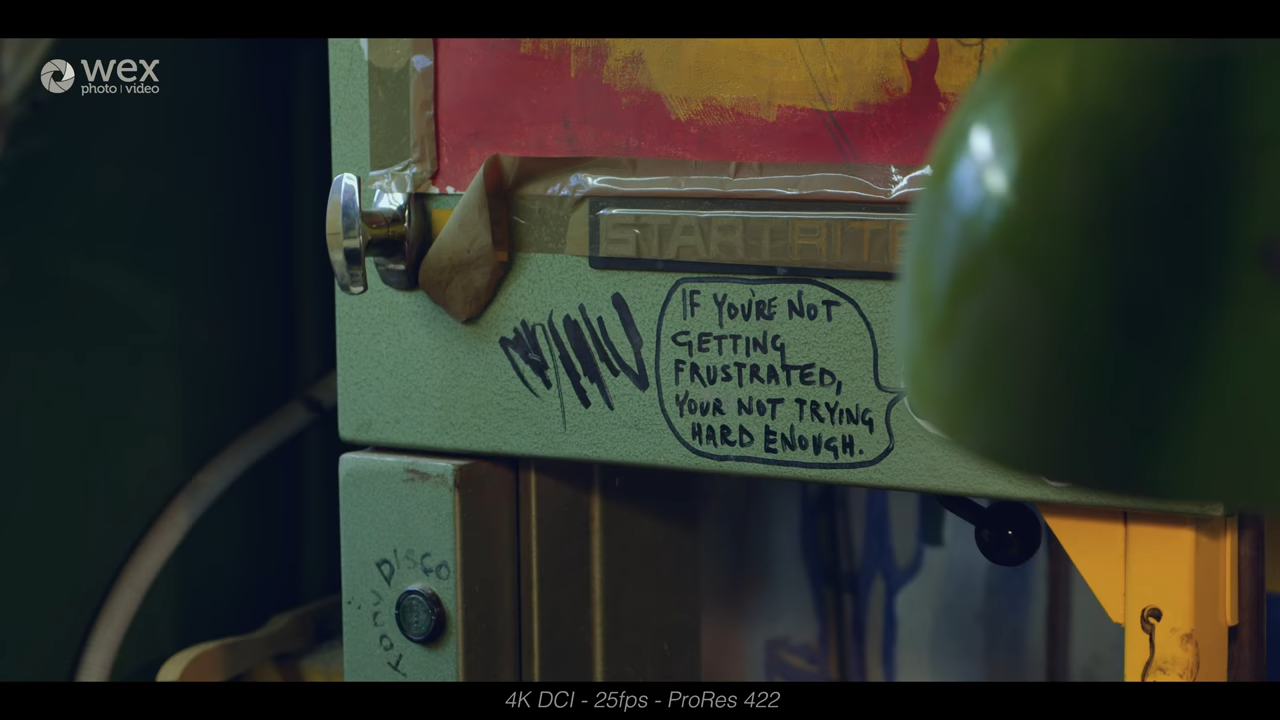 wex
photo | video
STARTRITE
IF YOU'RE NOT
GETTING
FRUSTRATED,
YOUR NOT TRYING
HARD ENOUGH.
DISCO
TONY
4K DCI - 25fps - ProRes 422